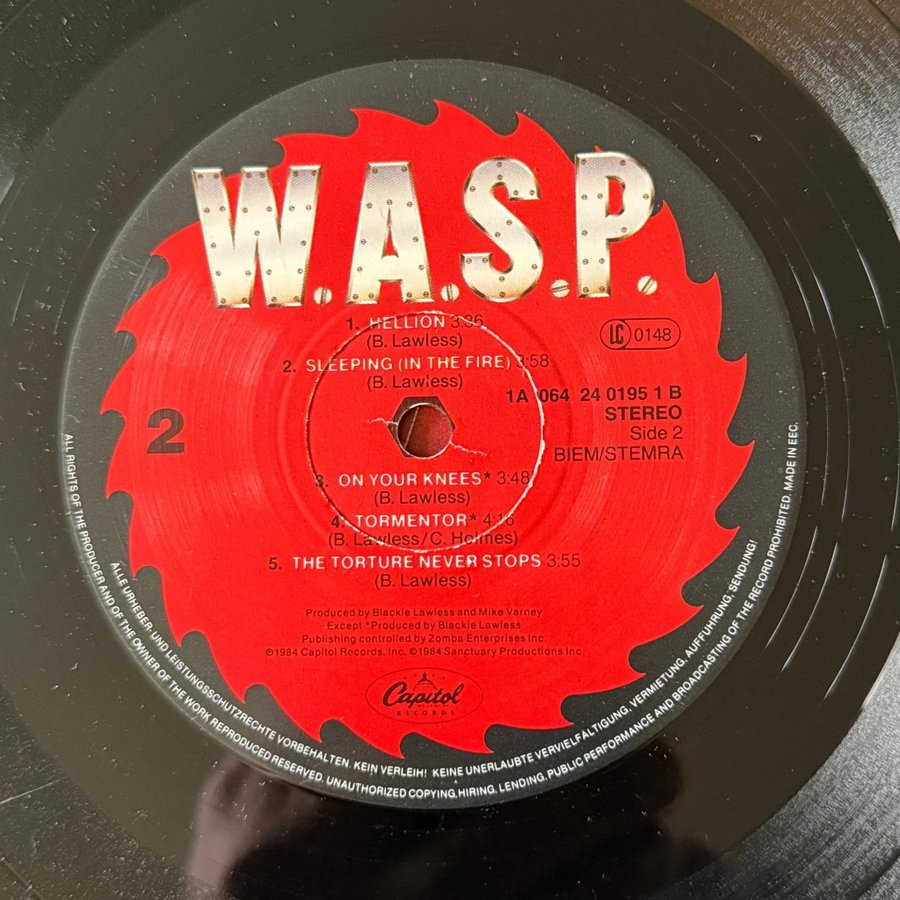 W.A.S.P.
1. HELLION 3:36
(B. Lawless)
LC 0148
2. SLEEPING (IN THE FIRE) 3:58
(B. Lawless)
1A 064 24 0195 1 B
STEREO
Side 2
BIEM/STEMRA
2
3. ON YOUR KNEES* 3:48
(B. Lawless)
4. TORMENTOR* 4:16
(B. Lawless/C. Holmes)
5. THE TORTURE NEVER STOPS 3:55
(B. Lawless)
Produced by Blackie Lawless and Mike Varney
Except *Produced by Blackie Lawless
Publishing controlled by Zomba Enterprises Inc.
℗1984 Capitol Records, Inc. ©1984 Sanctuary Productions Inc.
Capitol
RECORDS
ALL RIGHTS OF THE PRODUCER AND OF THE OWNER OF THE WORK REPRODUCED RESERVED. UNAUTHORIZED COPYING, HIRING, LENDING, PUBLIC PERFORMANCE AND BROADCASTING OF THE RECORD PROHIBITED. MADE IN EEC.
ALLE URHEBER- UND LEISTUNGSSCHUTZRECHTE VORBEHALTEN. KEIN VERLEIH! KEINE UNERLAUBTE VERVIELFÄLTIGUNG, VERMIETUNG, AUFFÜHRUNG, SENDUNG!